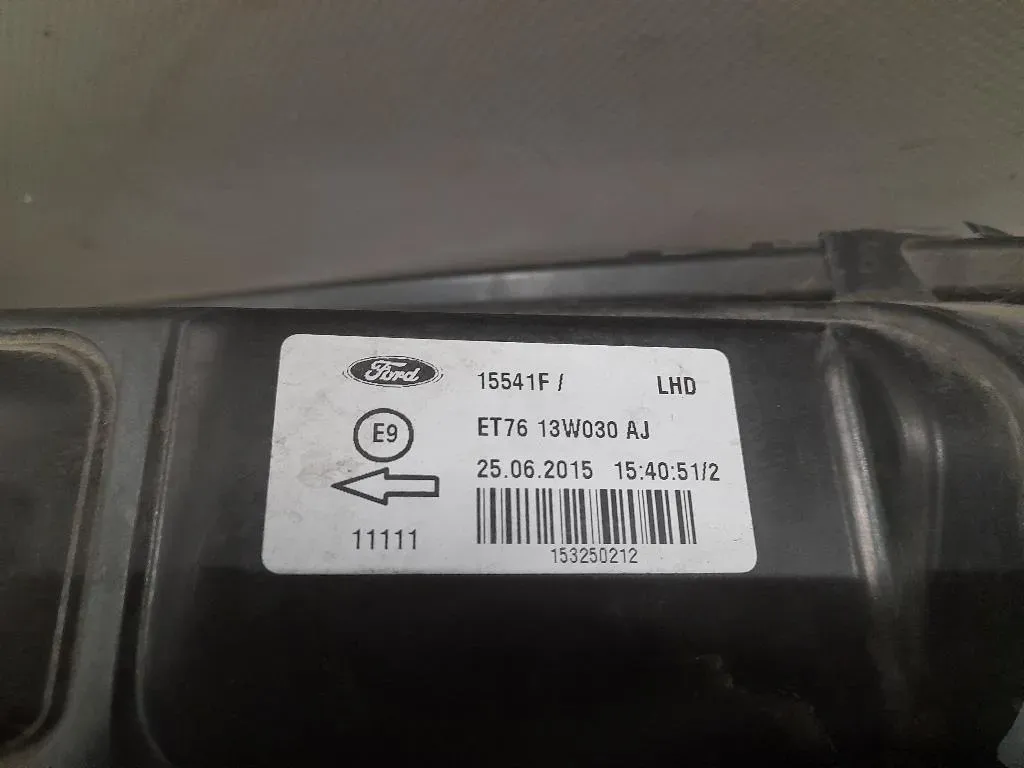 Ford
15541F / LHD
E9
ET76 13W030 AJ
25.06.2015 15:40:51/2
11111
153250212